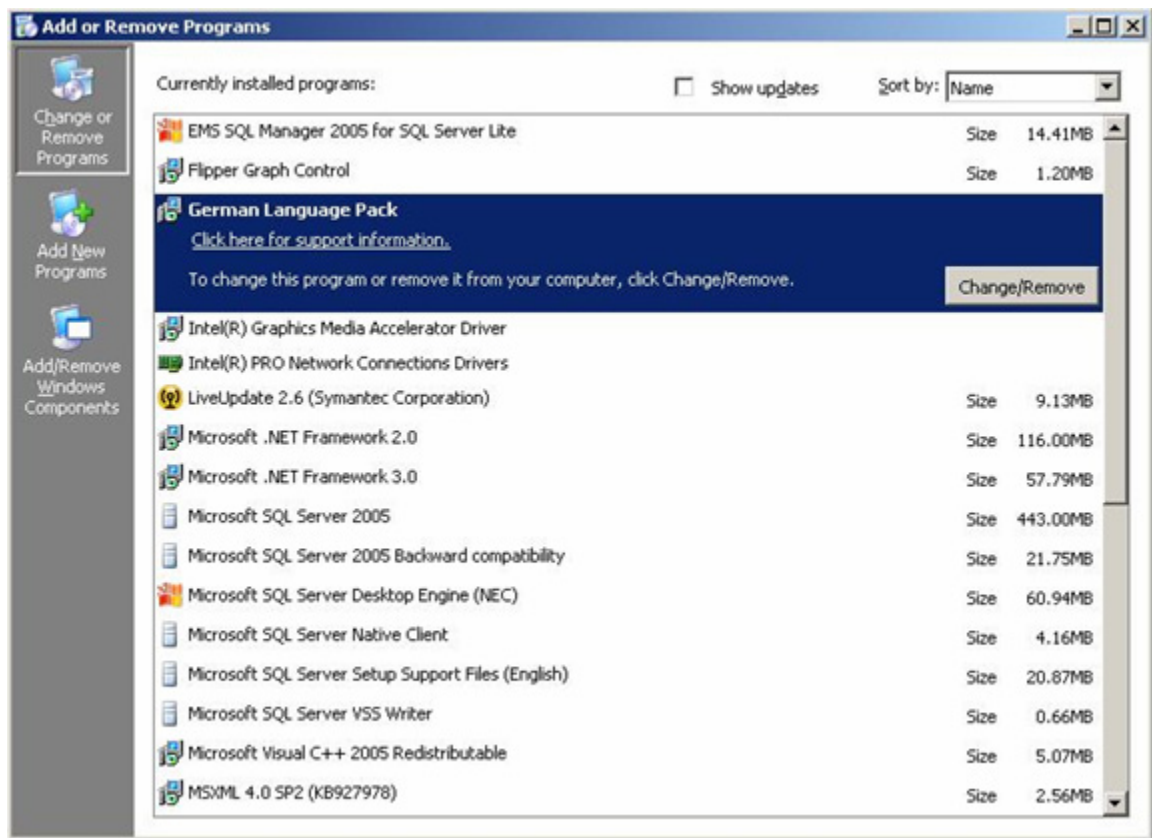 Add or Remove Programs
Change or
Remove
Programs
Add New
Programs
Add/Remove
Windows
Components
Currently installed programs:
Show updates
Sort by: Name
EMS SQL Manager 2005 for SQL Server Lite Size 14.41MB
Flipper Graph Control Size 1.20MB
German Language Pack
Click here for support information.
To change this program or remove it from your computer, click Change/Remove.
Change/Remove
Intel(R) Graphics Media Accelerator Driver
Intel(R) PRO Network Connections Drivers
LiveUpdate 2.6 (Symantec Corporation) Size 9.13MB
Microsoft .NET Framework 2.0 Size 116.00MB
Microsoft .NET Framework 3.0 Size 57.79MB
Microsoft SQL Server 2005 Size 443.00MB
Microsoft SQL Server 2005 Backward compatibility Size 21.75MB
Microsoft SQL Server Desktop Engine (NEC) Size 60.94MB
Microsoft SQL Server Native Client Size 4.16MB
Microsoft SQL Server Setup Support Files (English) Size 20.87MB
Microsoft SQL Server VSS Writer Size 0.66MB
Microsoft Visual C++ 2005 Redistributable Size 5.07MB
MSXML 4.0 SP2 (KB927978) Size 2.56MB